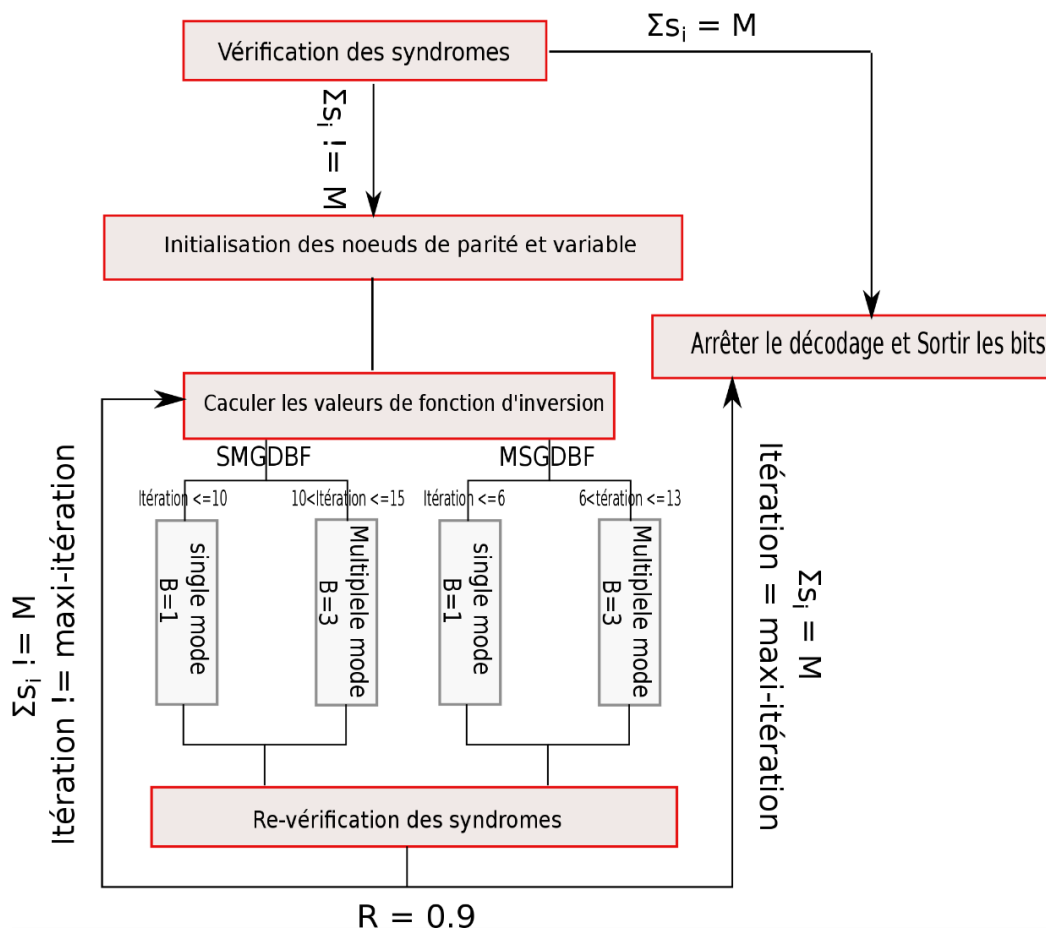 Σsi = M
Vérification des syndromes
Σsi != M
Initialisation des noeuds de parité et variable
Arrêter le décodage et Sortir les bits
Caculer les valeurs de fonction d'inversion
SMGDBF
MSGDBF
Itération <=10
10<Itération <=15
Itération <=6
6<tération <=13
single mode
B=1
Multiplele mode
B=3
single mode
B=1
Multiplele mode
B=3
Σsi != M
Itération != maxi-itération
Σsi = M
Itération = maxi-itération
Re-vérification des syndromes
R = 0.9